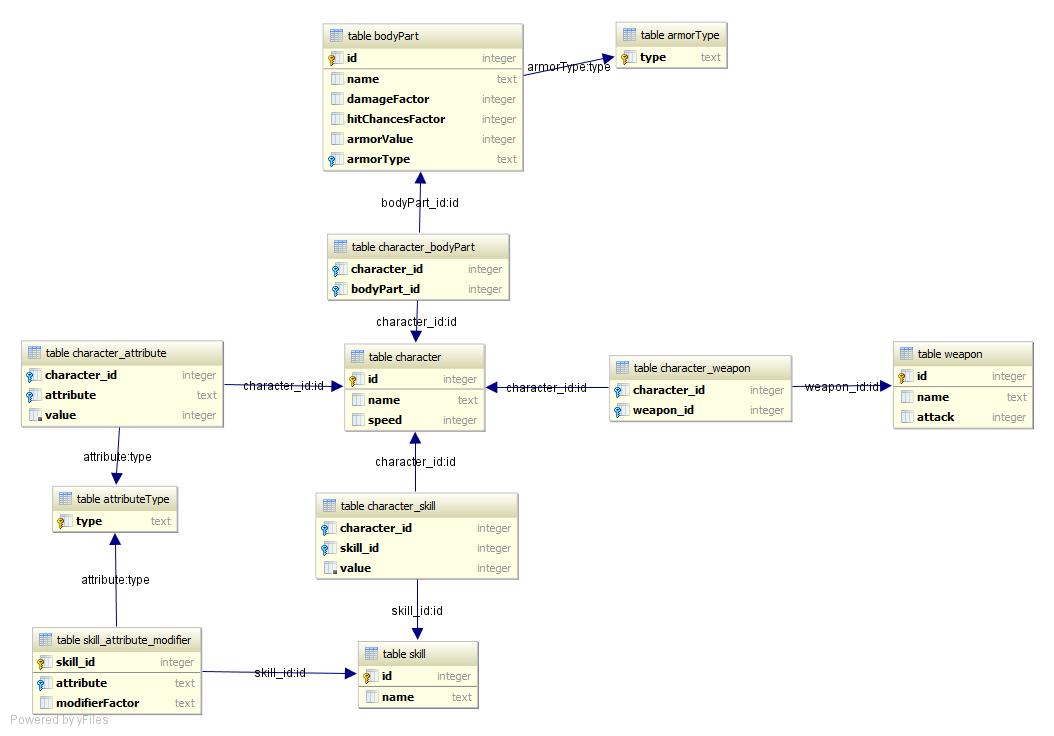 table bodyPart
id integer
name text
damageFactor integer
hitChancesFactor integer
armorValue integer
armorType text
table armorType
type text
armorType:type
bodyPart_id:id
table character_bodyPart
character_id integer
bodyPart_id integer
character_id:id
table character_attribute
character_id integer
attribute text
value integer
character_id:id
table character
id integer
name text
speed integer
character_id:id
table character_weapon
character_id integer
weapon_id integer
weapon_id:id
table weapon
id integer
name text
attack integer
attribute:type
character_id:id
table attributeType
type text
table character_skill
character_id integer
skill_id integer
value integer
attribute:type
skill_id:id
table skill_attribute_modifier
skill_id integer
attribute text
modifierFactor text
skill_id:id
table skill
id integer
name text
Powered by yFiles